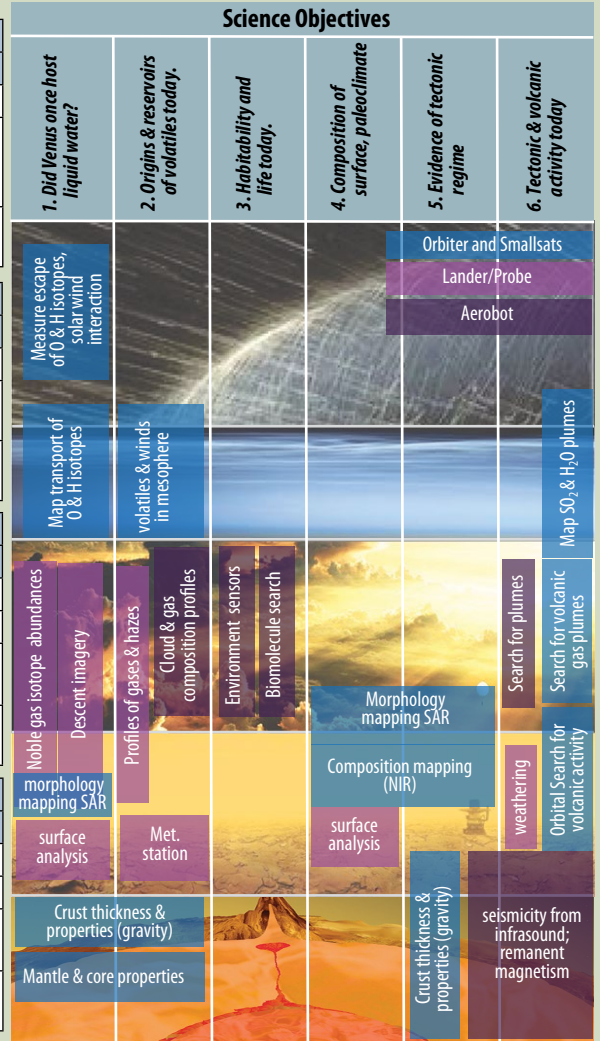 Science Objectives
1. Did Venus once host
liquid water?
2. Origins & reservoirs
of volatiles today.
3. Habitability and
life today.
4. Composition of
surface, paleoclimate
5. Evidence of tectonic
regime
6. Tectonic & volcanic
activity today
Orbiter and Smallsats
Lander/Probe
Aerobot
Measure escape
of O & H isotopes,
solar wind
interaction
Map transport of
O & H isotopes
volatiles & winds
in mesophere
Map SO₂ & H₂O plumes
Noble gas isotope abundances
Descent imagery
Profiles of gases & hazes
Cloud & gas
composition profiles
Environment sensors
Biomolecule search
Search for plumes
Search for volcanic
gas plumes
Morphology
mapping SAR
Composition mapping
(NIR)
morphology
mapping SAR
surface
analysis
Met.
station
surface
analysis
weathering
Orbital Search for
volcanic activity
Crust thickness &
properties (gravity)
Mantle & core properties
Crust thickness &
properties (gravity)
seismicity from
infrasound;
remanent
magnetism